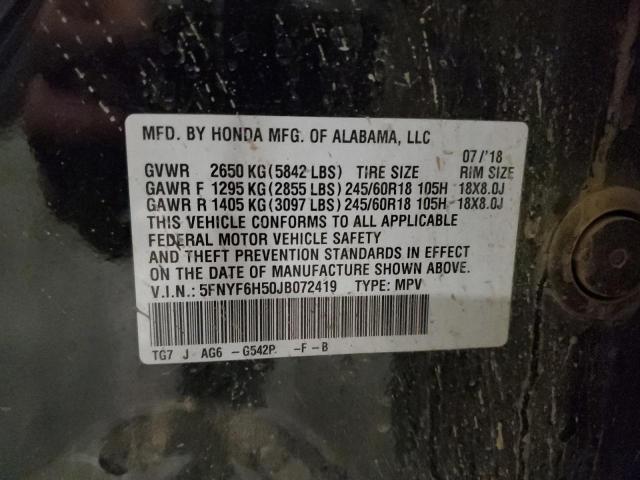 MFD. BY HONDA MFG. OF ALABAMA, LLC
07/'18
GVWR 2650 KG(5842 LBS) TIRE SIZE RIM SIZE
GAWR F 1295 KG(2855 LBS) 245/60R18 105H 18X8.0J
GAWR R 1405 KG(3097 LBS) 245/60R18 105H 18X8.0J
THIS VEHICLE CONFORMS TO ALL APPLICABLE
FEDERAL MOTOR VEHICLE SAFETY
AND THEFT PREVENTION STANDARDS IN EFFECT
ON THE DATE OF MANUFACTURE SHOWN ABOVE.
V.I.N.: 5FNYF6H50JB072419 TYPE: MPV
TG7 J AG6 -G542P -F -B